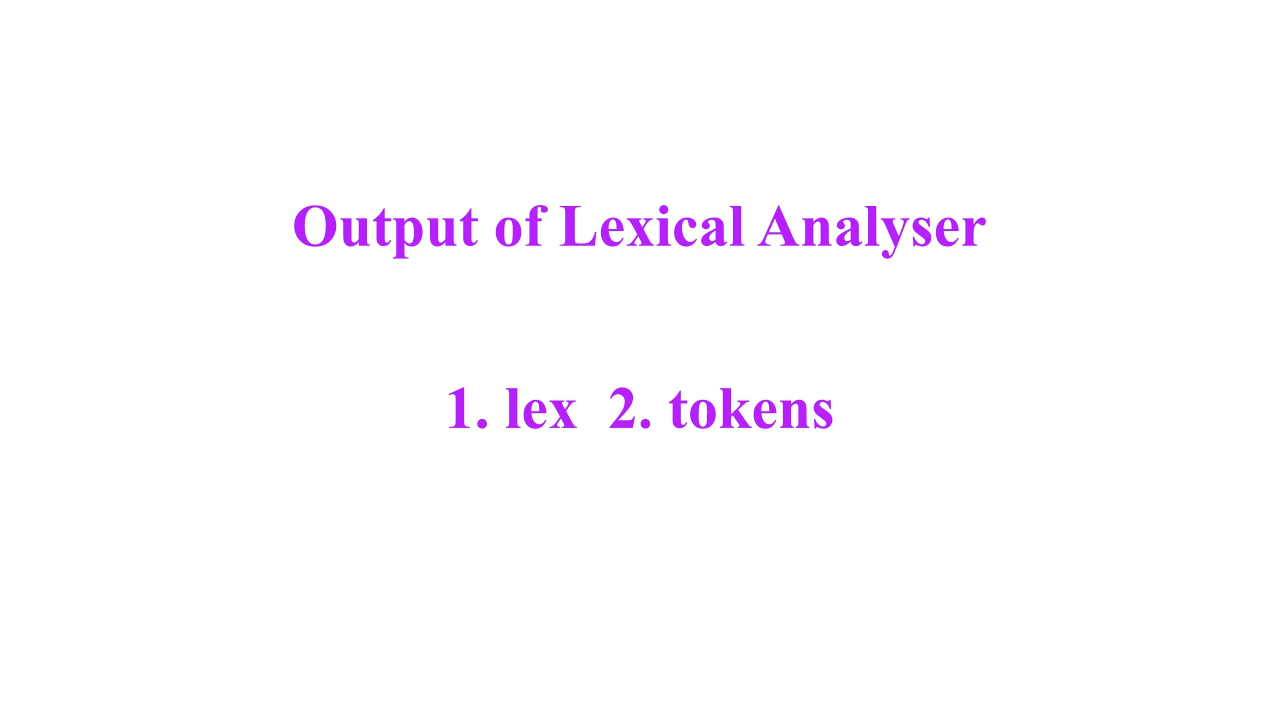 Output of Lexical Analyser
1. lex  2. tokens